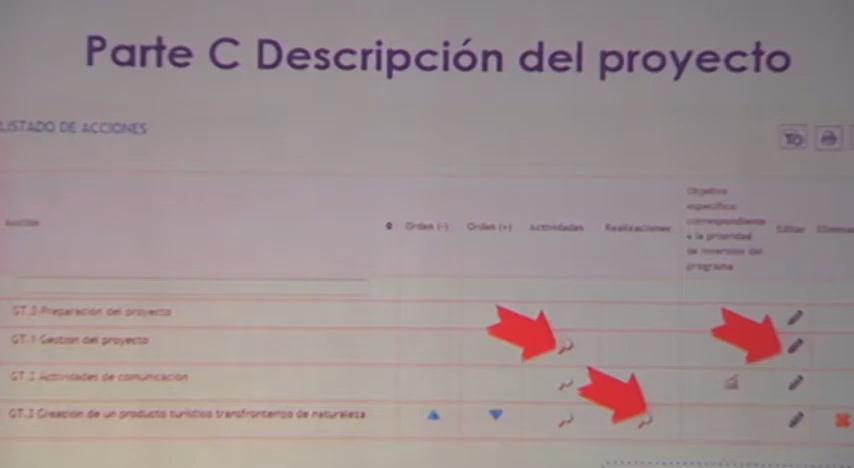 Parte C Descripción del proyecto
LISTADO DE ACCIONES
Acción
Orden (-)
Orden (+)
Actividades
Realizaciones
Objetivo
específico
correspondiente
a la prioridad
de inversión del
programa
Editar
GT.0 Preparación del proyecto
GT.1 Gestión del proyecto
GT.2 Actividades de comunicación
GT.3 Creación de un producto turístico transfronterizo de naturaleza